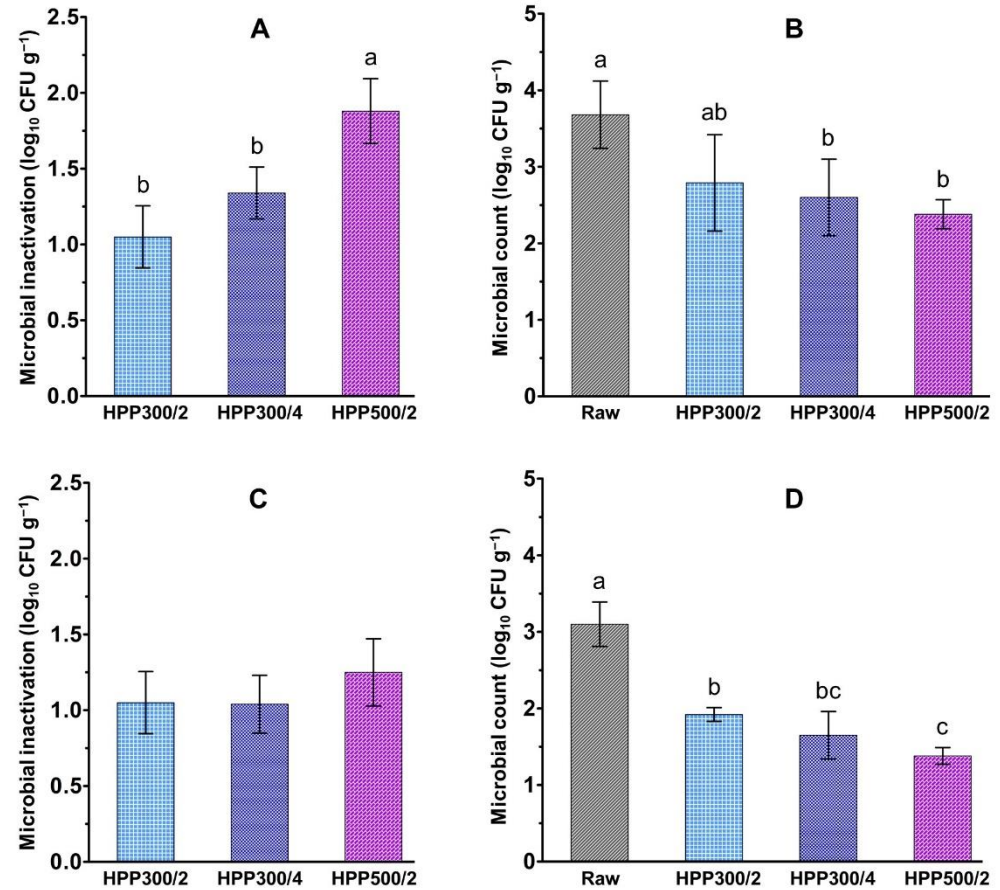 A
Microbial inactivation (log₁₀ CFU g⁻¹)
2.5
2.0
1.5
1.0
0.5
0.0
b
b
a
HPP300/2 HPP300/4 HPP500/2
B
Microbial count (log₁₀ CFU g⁻¹)
5
4
3
2
1
0
a
ab
b
b
Raw HPP300/2 HPP300/4 HPP500/2
C
Microbial inactivation (log₁₀ CFU g⁻¹)
2.5
2.0
1.5
1.0
0.5
0.0
HPP300/2 HPP300/4 HPP500/2
D
Microbial count (log₁₀ CFU g⁻¹)
5
4
3
2
1
0
a
b
bc
c
Raw HPP300/2 HPP300/4 HPP500/2